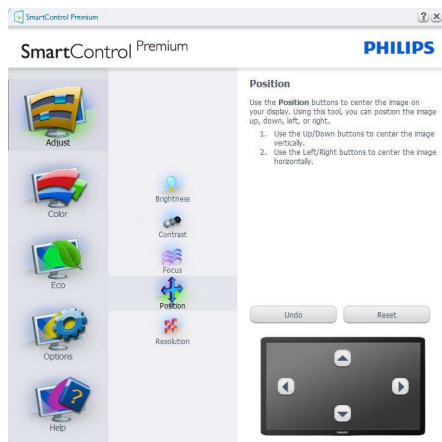 SmartControl Premium
SmartControl Premium
PHILIPS
Adjust
Color
Eco
Options
Help
Brightness
Contrast
Focus
Position
Resolution
Position
Use the Position buttons to center the image on
your display. Using this tool, you can position the image
up, down, left, or right.
1. Use the Up/Down buttons to center the image
vertically.
2. Use the Left/Right buttons to center the image
horizontally.
Undo
Reset